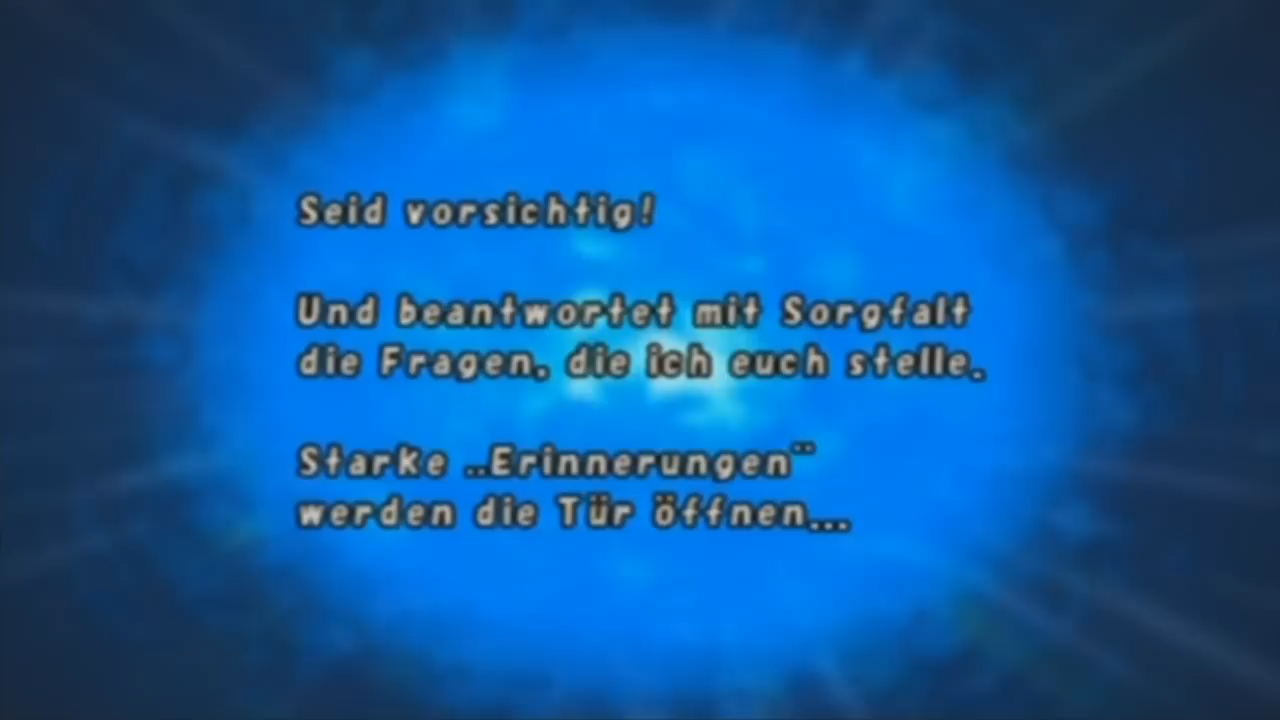 Seid vorsichtig!
Und beantwortet mit Sorgfalt
die Fragen, die ich euch stelle.
Starke „Erinnerungen“
werden die Tür öffnen...